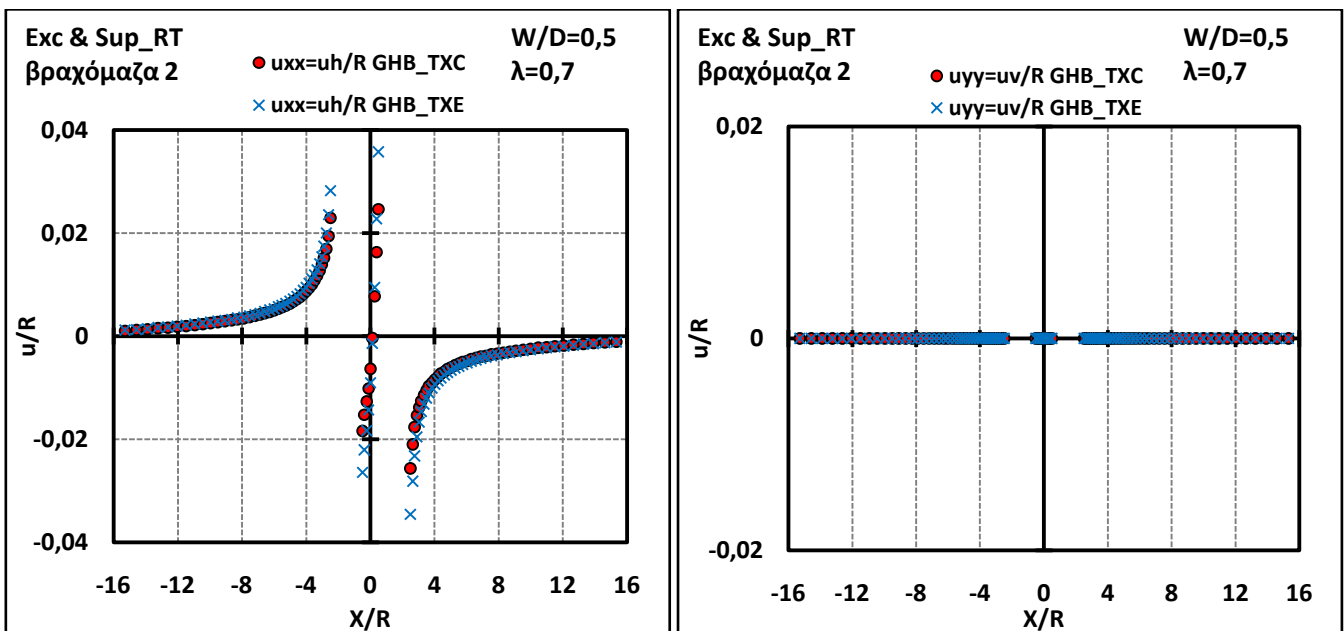 Exc & Sup_RT
βραχόμαζα 2
W/D=0,5
λ=0,7
uxx=uh/R GHB_TXC
uxx=uh/R GHB_TXE
0,04
0,02
0
-0,02
-0,04
u/R
-16 -12 -8 -4 0 4 8 12 16
X/R
Exc & Sup_RT
βραχόμαζα 2
W/D=0,5
λ=0,7
uyy=uv/R GHB_TXC
uyy=uv/R GHB_TXE
0,02
0
-0,02
u/R
-16 -12 -8 -4 0 4 8 12 16
X/R